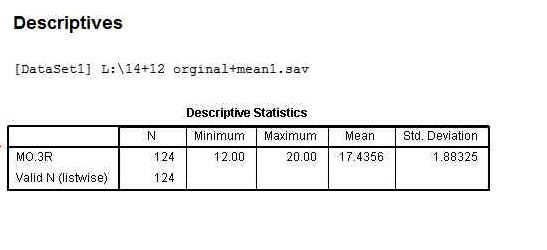 Descriptives
[DataSet1] L:\14+12 orginal+mean1.sav
Descriptive Statistics
N Minimum Maximum Mean Std. Deviation
MO.3R 124 12.00 20.00 17.4356 1.88325
Valid N (listwise) 124